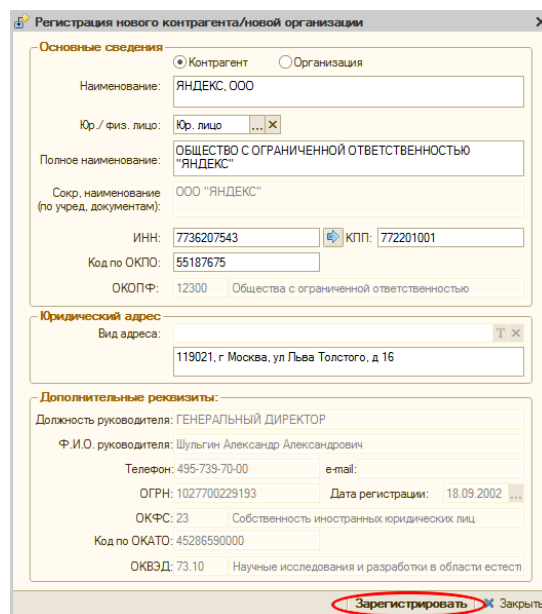 Регистрация нового контрагента/новой организации
Основные сведения
Контрагент Организация
Наименование: ЯНДЕКС, ООО
Юр./ физ. лицо: Юр. лицо ...
Полное наименование: ОБЩЕСТВО С ОГРАНИЧЕННОЙ ОТВЕТСТВЕННОСТЬЮ
"ЯНДЕКС"
Сокр, наименование
(по учред, документам): ООО "ЯНДЕКС"
ИНН: 7736207543 КПП: 772201001
Код по ОКПО: 55187675
ОКОПФ: 12300 Общества с ограниченной ответственностью
Юридический адрес
Вид адреса: T
119021, г Москва, ул Льва Толстого, д 16
Дополнительные реквизиты:
Должность руководителя: ГЕНЕРАЛЬНЫЙ ДИРЕКТОР
Ф.И.О. руководителя: Шульгин Александр Александрович
Телефон: 495-739-70-00 e-mail:
ОГРН: 1027700229193 Дата регистрации: 18.09.2002 ...
ОКФС: 23 Собственность иностранных юридических лиц
Код по ОКАТО: 45286590000
ОКВЭД: 73.10 Научные исследования и разработки в области естест
Зарегистрировать Закрыть